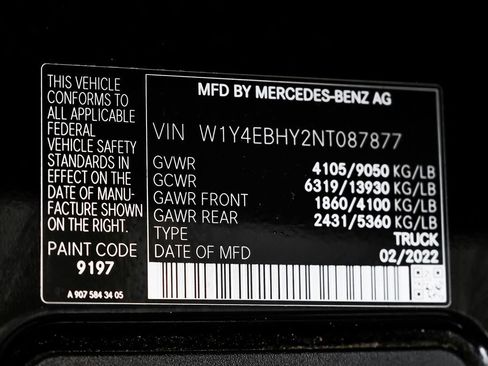 THIS VEHICLE
CONFORMS TO
ALL APPLICABLE
FEDERAL
VEHICLE SAFETY
STANDARDS IN
EFFECT ON THE
DATE OF MANU-
FACTURE SHOWN
ON THE RIGHT.
PAINT CODE
9197
A 907 584 34 05
MFD BY MERCEDES-BENZ AG
VIN W1Y4EBHY2NT087877
GVWR 4105/9050 KG/LB
GCWR 6319/13930 KG/LB
GAWR FRONT 1860/4100 KG/LB
GAWR REAR 2431/5360 KG/LB
TYPE TRUCK
DATE OF MFD 02/2022